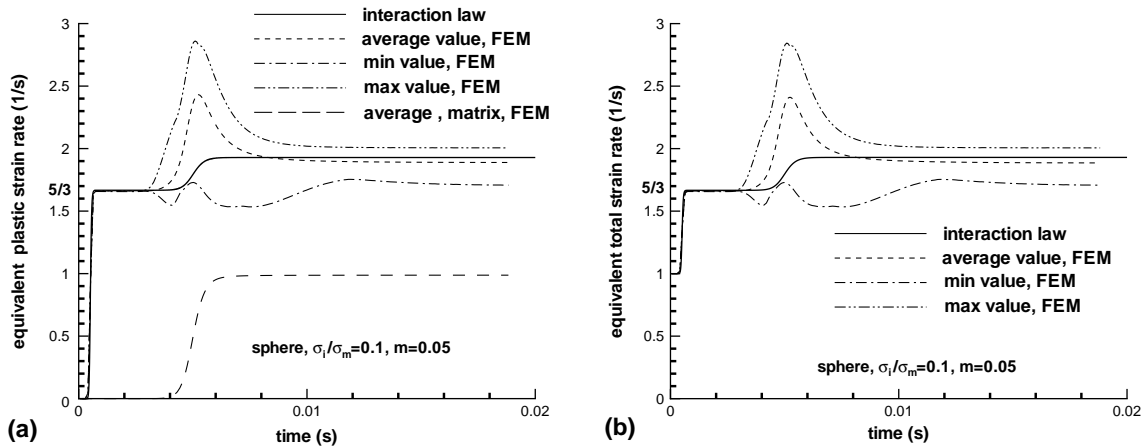 3
2.5
2
5/3
1.5
1
0.5
0
0
0.01
0.02
equivalent plastic strain rate (1/s)
time (s)
interaction law
average value, FEM
min value, FEM
max value, FEM
average , matrix, FEM
sphere, σi/σm=0.1, m=0.05
(a)
3
2.5
2
5/3
1.5
1
0.5
0
0
0.01
0.02
equivalent total strain rate (1/s)
time (s)
interaction law
average value, FEM
min value, FEM
max value, FEM
sphere, σi/σm=0.1, m=0.05
(b)